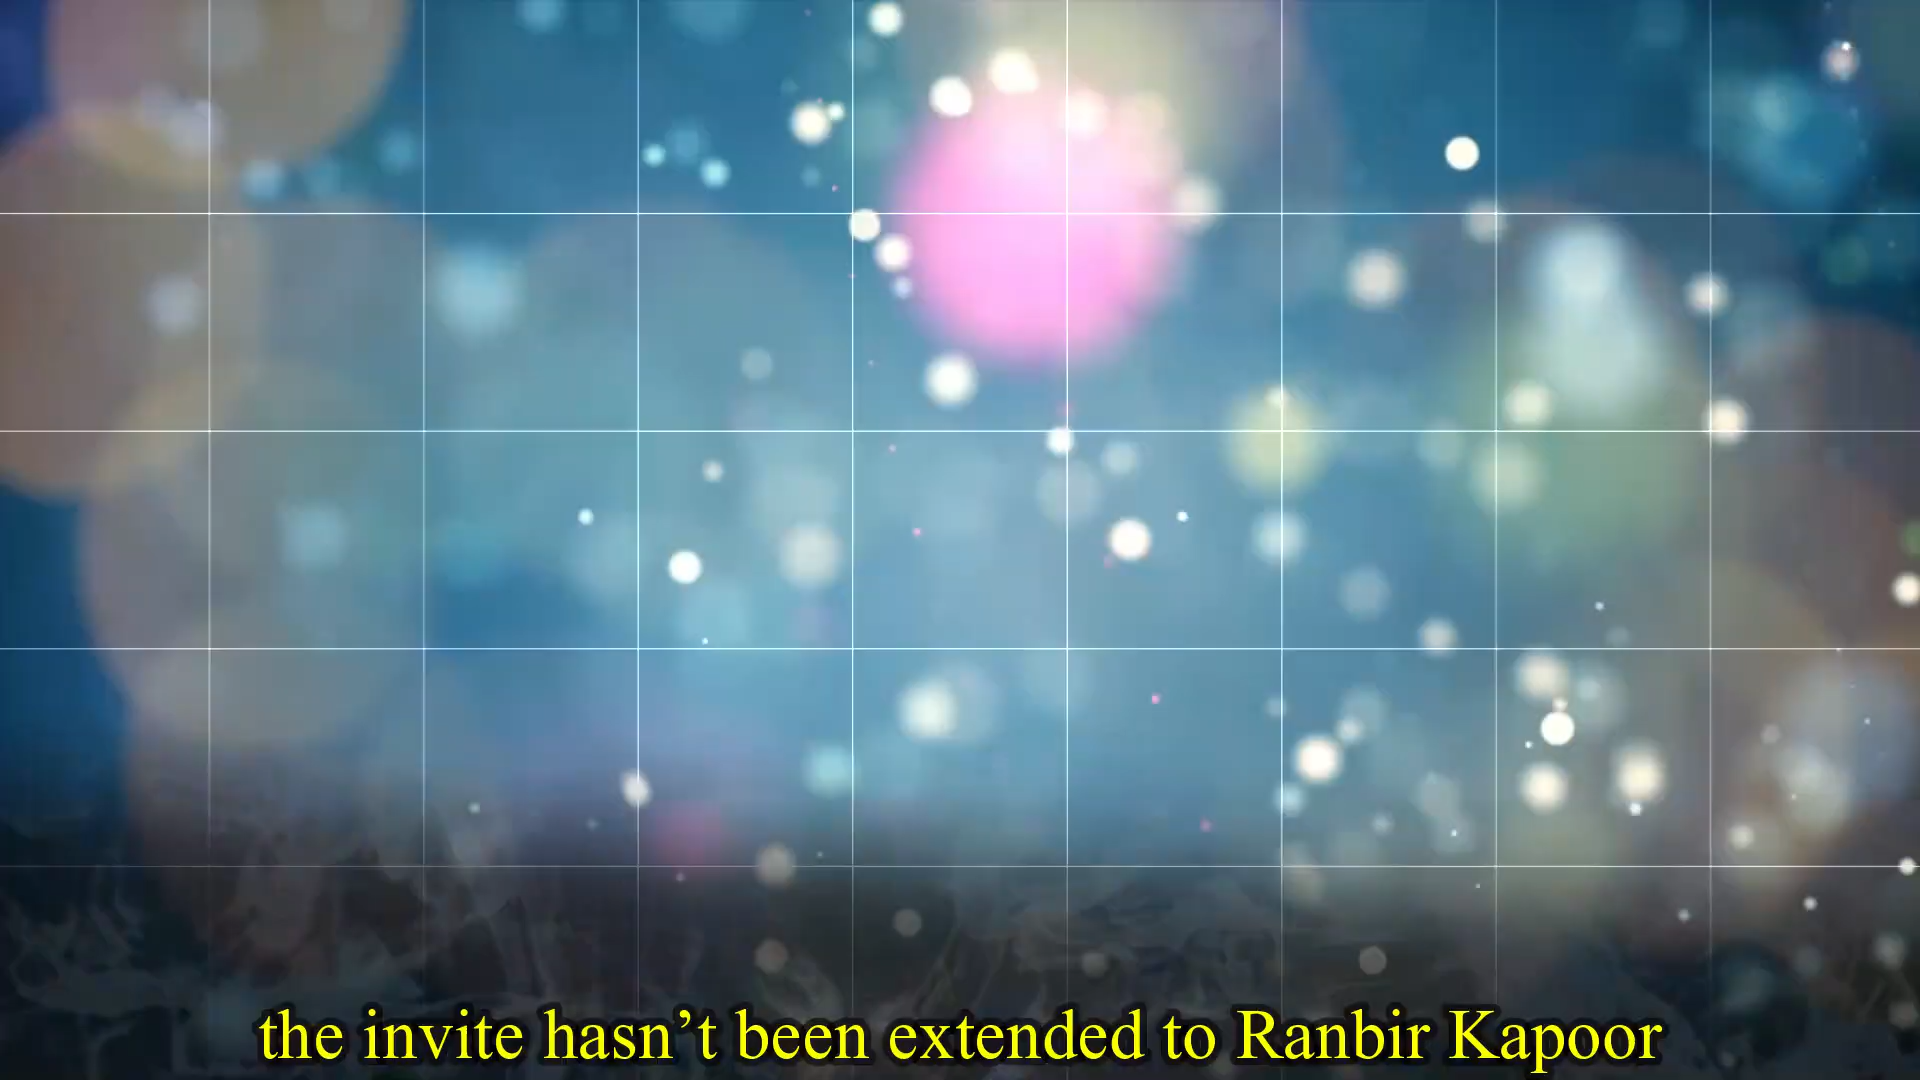 the invite hasn’t been extended to Ranbir Kapoor